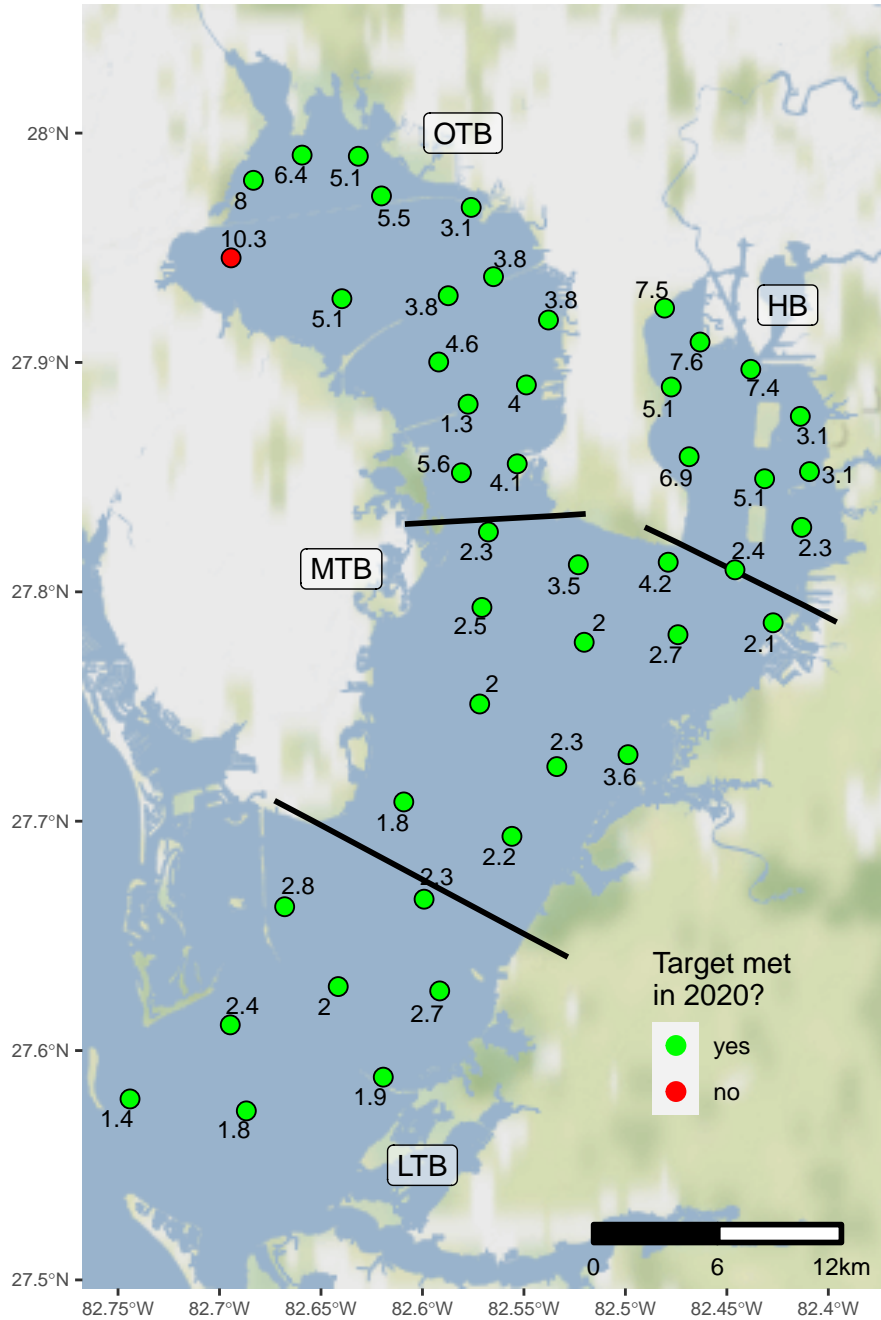 28°N
27.9°N
27.8°N
27.7°N
27.6°N
27.5°N
OTB
6.4
5.1
8
5.5
3.1
10.3
3.8
3.8
3.8
5.1
7.5
HB
4.6
7.6
7.4
4
5.1
1.3
3.1
5.6
4.1
6.9
5.1
3.1
2.3
2.3
MTB
3.5
4.2
2.4
2.5
2
2.7
2.1
2
2.3
3.6
1.8
2.2
2.8
2.3
2.4
2
2.7
1.4
1.8
1.9
LTB
Target met
in 2020?
yes
no
0 6 12km
82.75°W 82.7°W 82.65°W 82.6°W 82.55°W 82.5°W 82.45°W 82.4°W